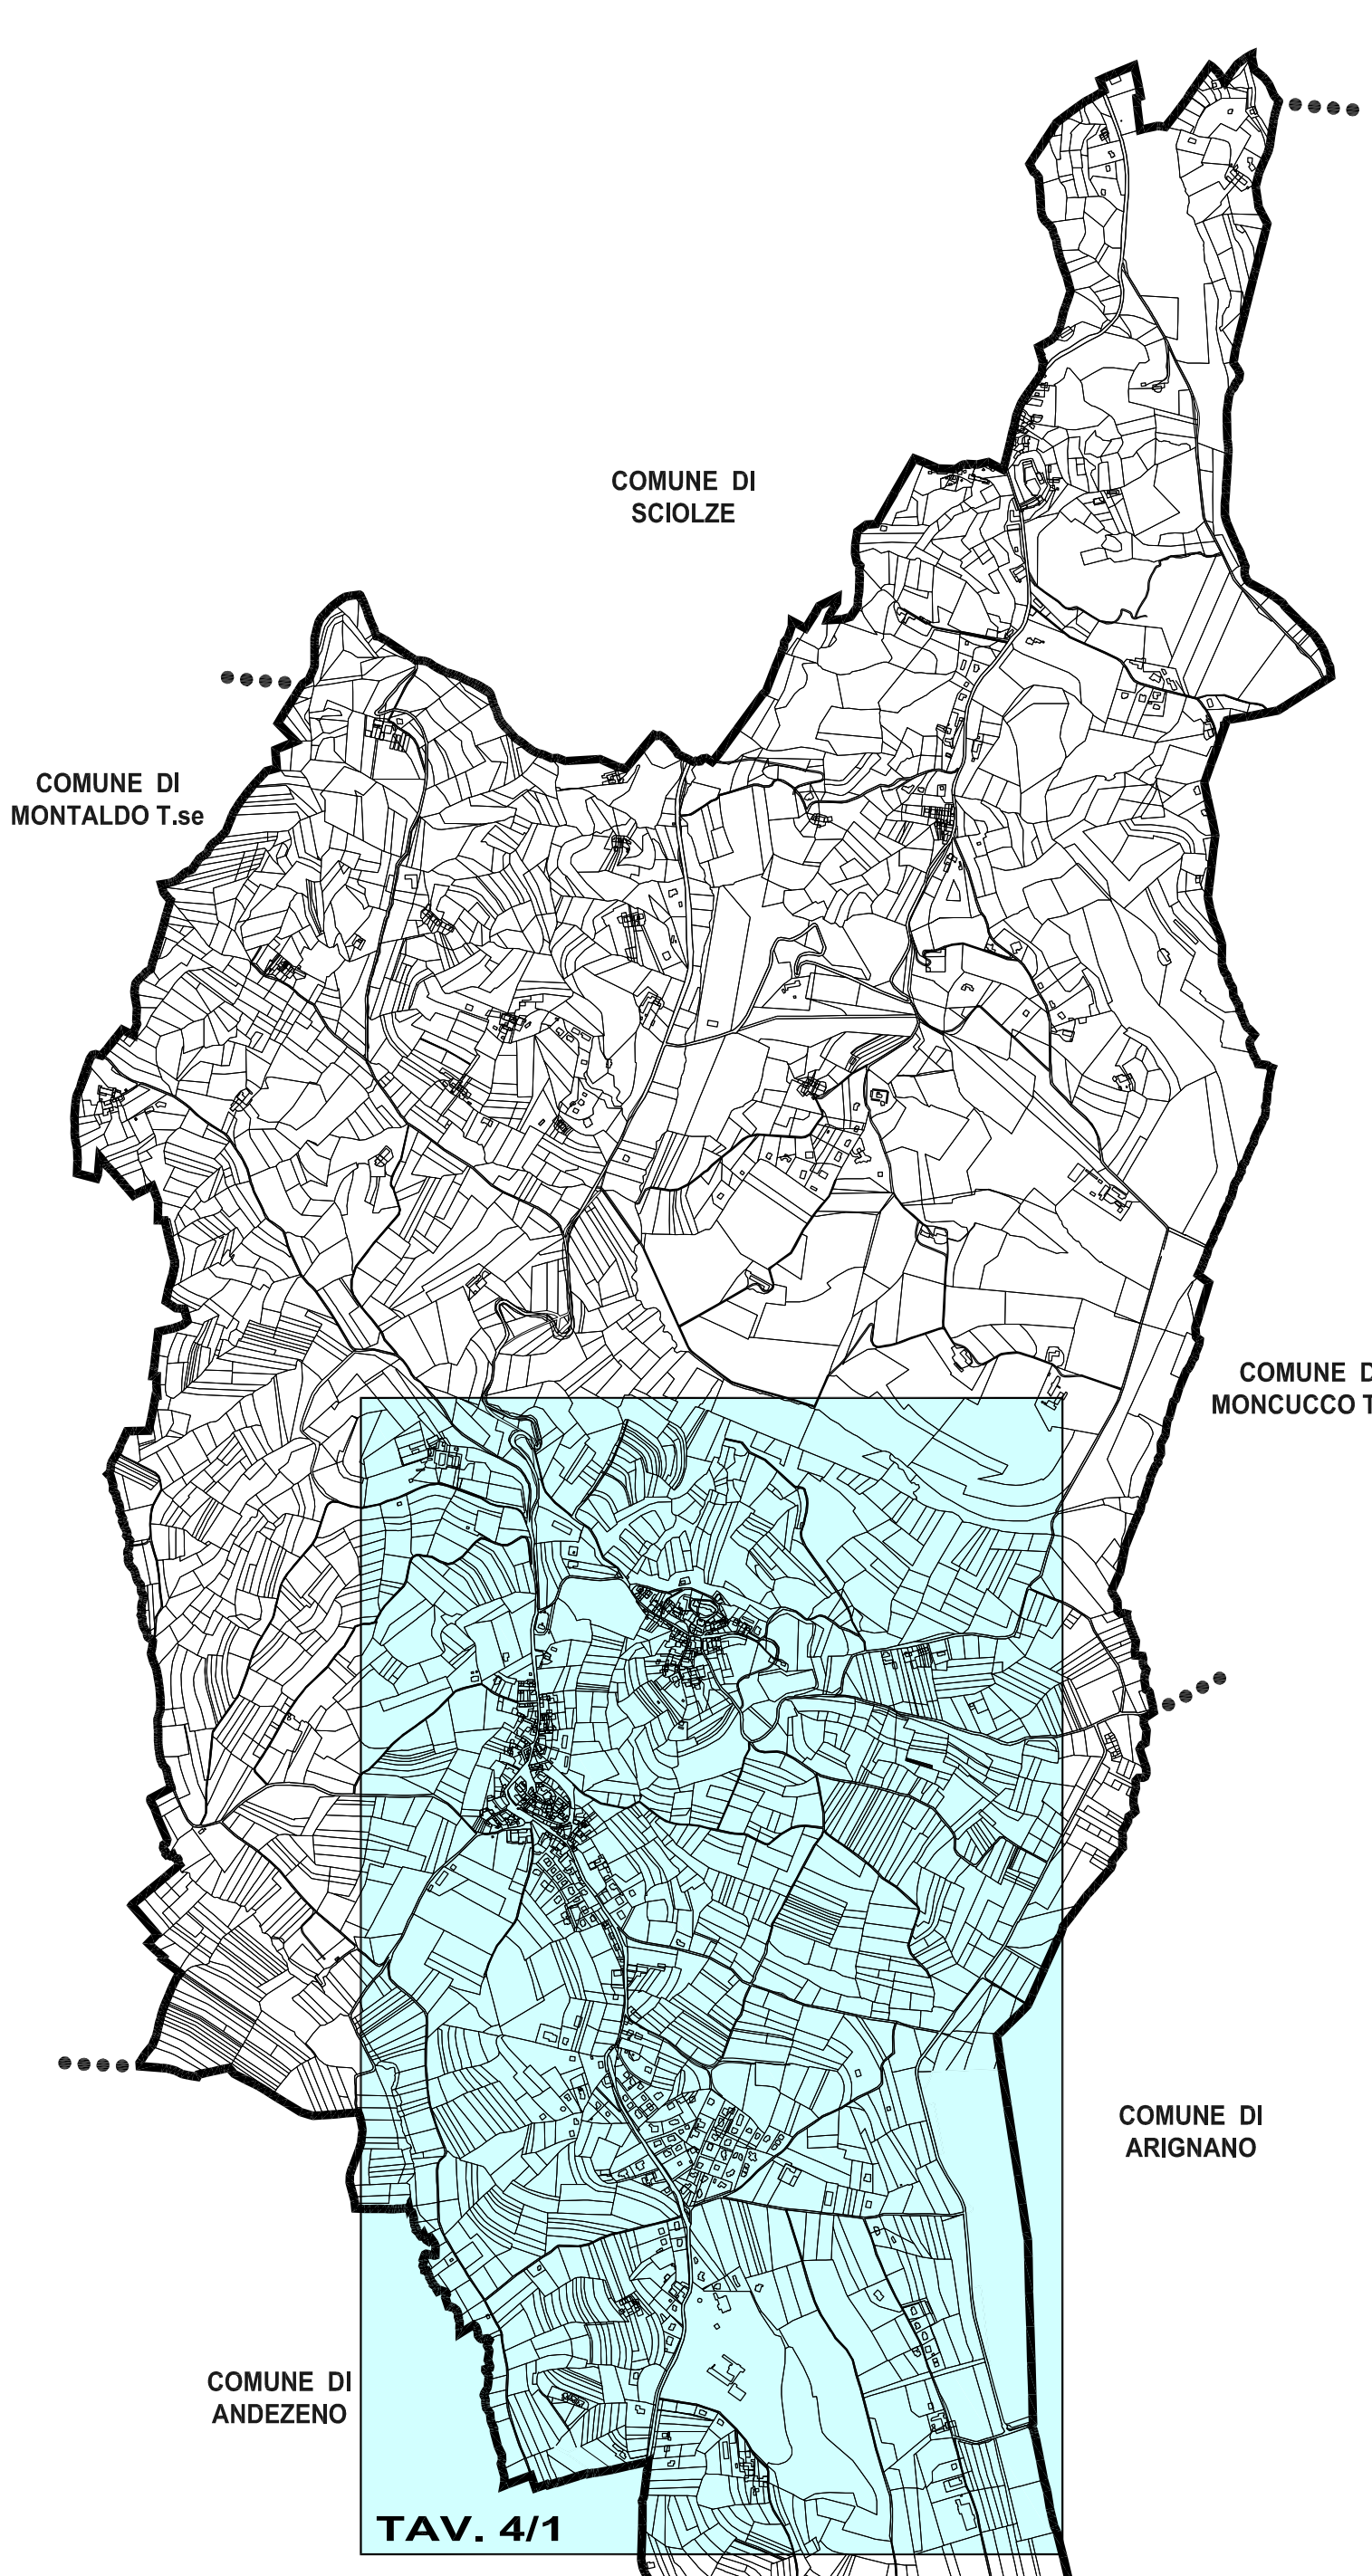 COMUNE DI
SCIOLZE
COMUNE DI
MONTALDO T.se
COMUNE D
MONCUCCO T
COMUNE DI
ARIGNANO
COMUNE DI
ANDEZENO
TAV. 4/1